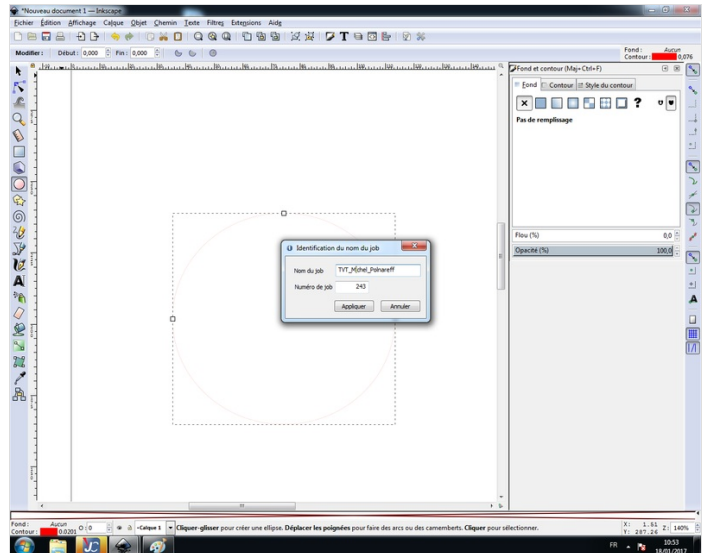 *Nouveau document 1 — Inkscape
Fichier Édition Affichage Calque Objet Chemin Texte Filtres Extensions Aide
Modifier : Début : 0,000 Fin : 0,000
Fond : Aucun
Contour : 0,076
Fond et contour (Maj+Ctrl+F)
Fond Contour Style du contour
Pas de remplissage
Flou (%) 0,0
Opacité (%) 100,0
Identification du nom du job
Nom du job TYT_Michel_Polnareff
Numéro de job 243
Appliquer Annuler
Fond : Aucun
Contour : 0.0201 O: 0 •Calque 1 Cliquer-glisser pour créer une ellipse. Déplacer les poignées pour faire des arcs ou des camemberts. Cliquer pour sélectionner.
X: 1.51
Y: 287.26
Z: 140%
FR
10:53
18/01/2017